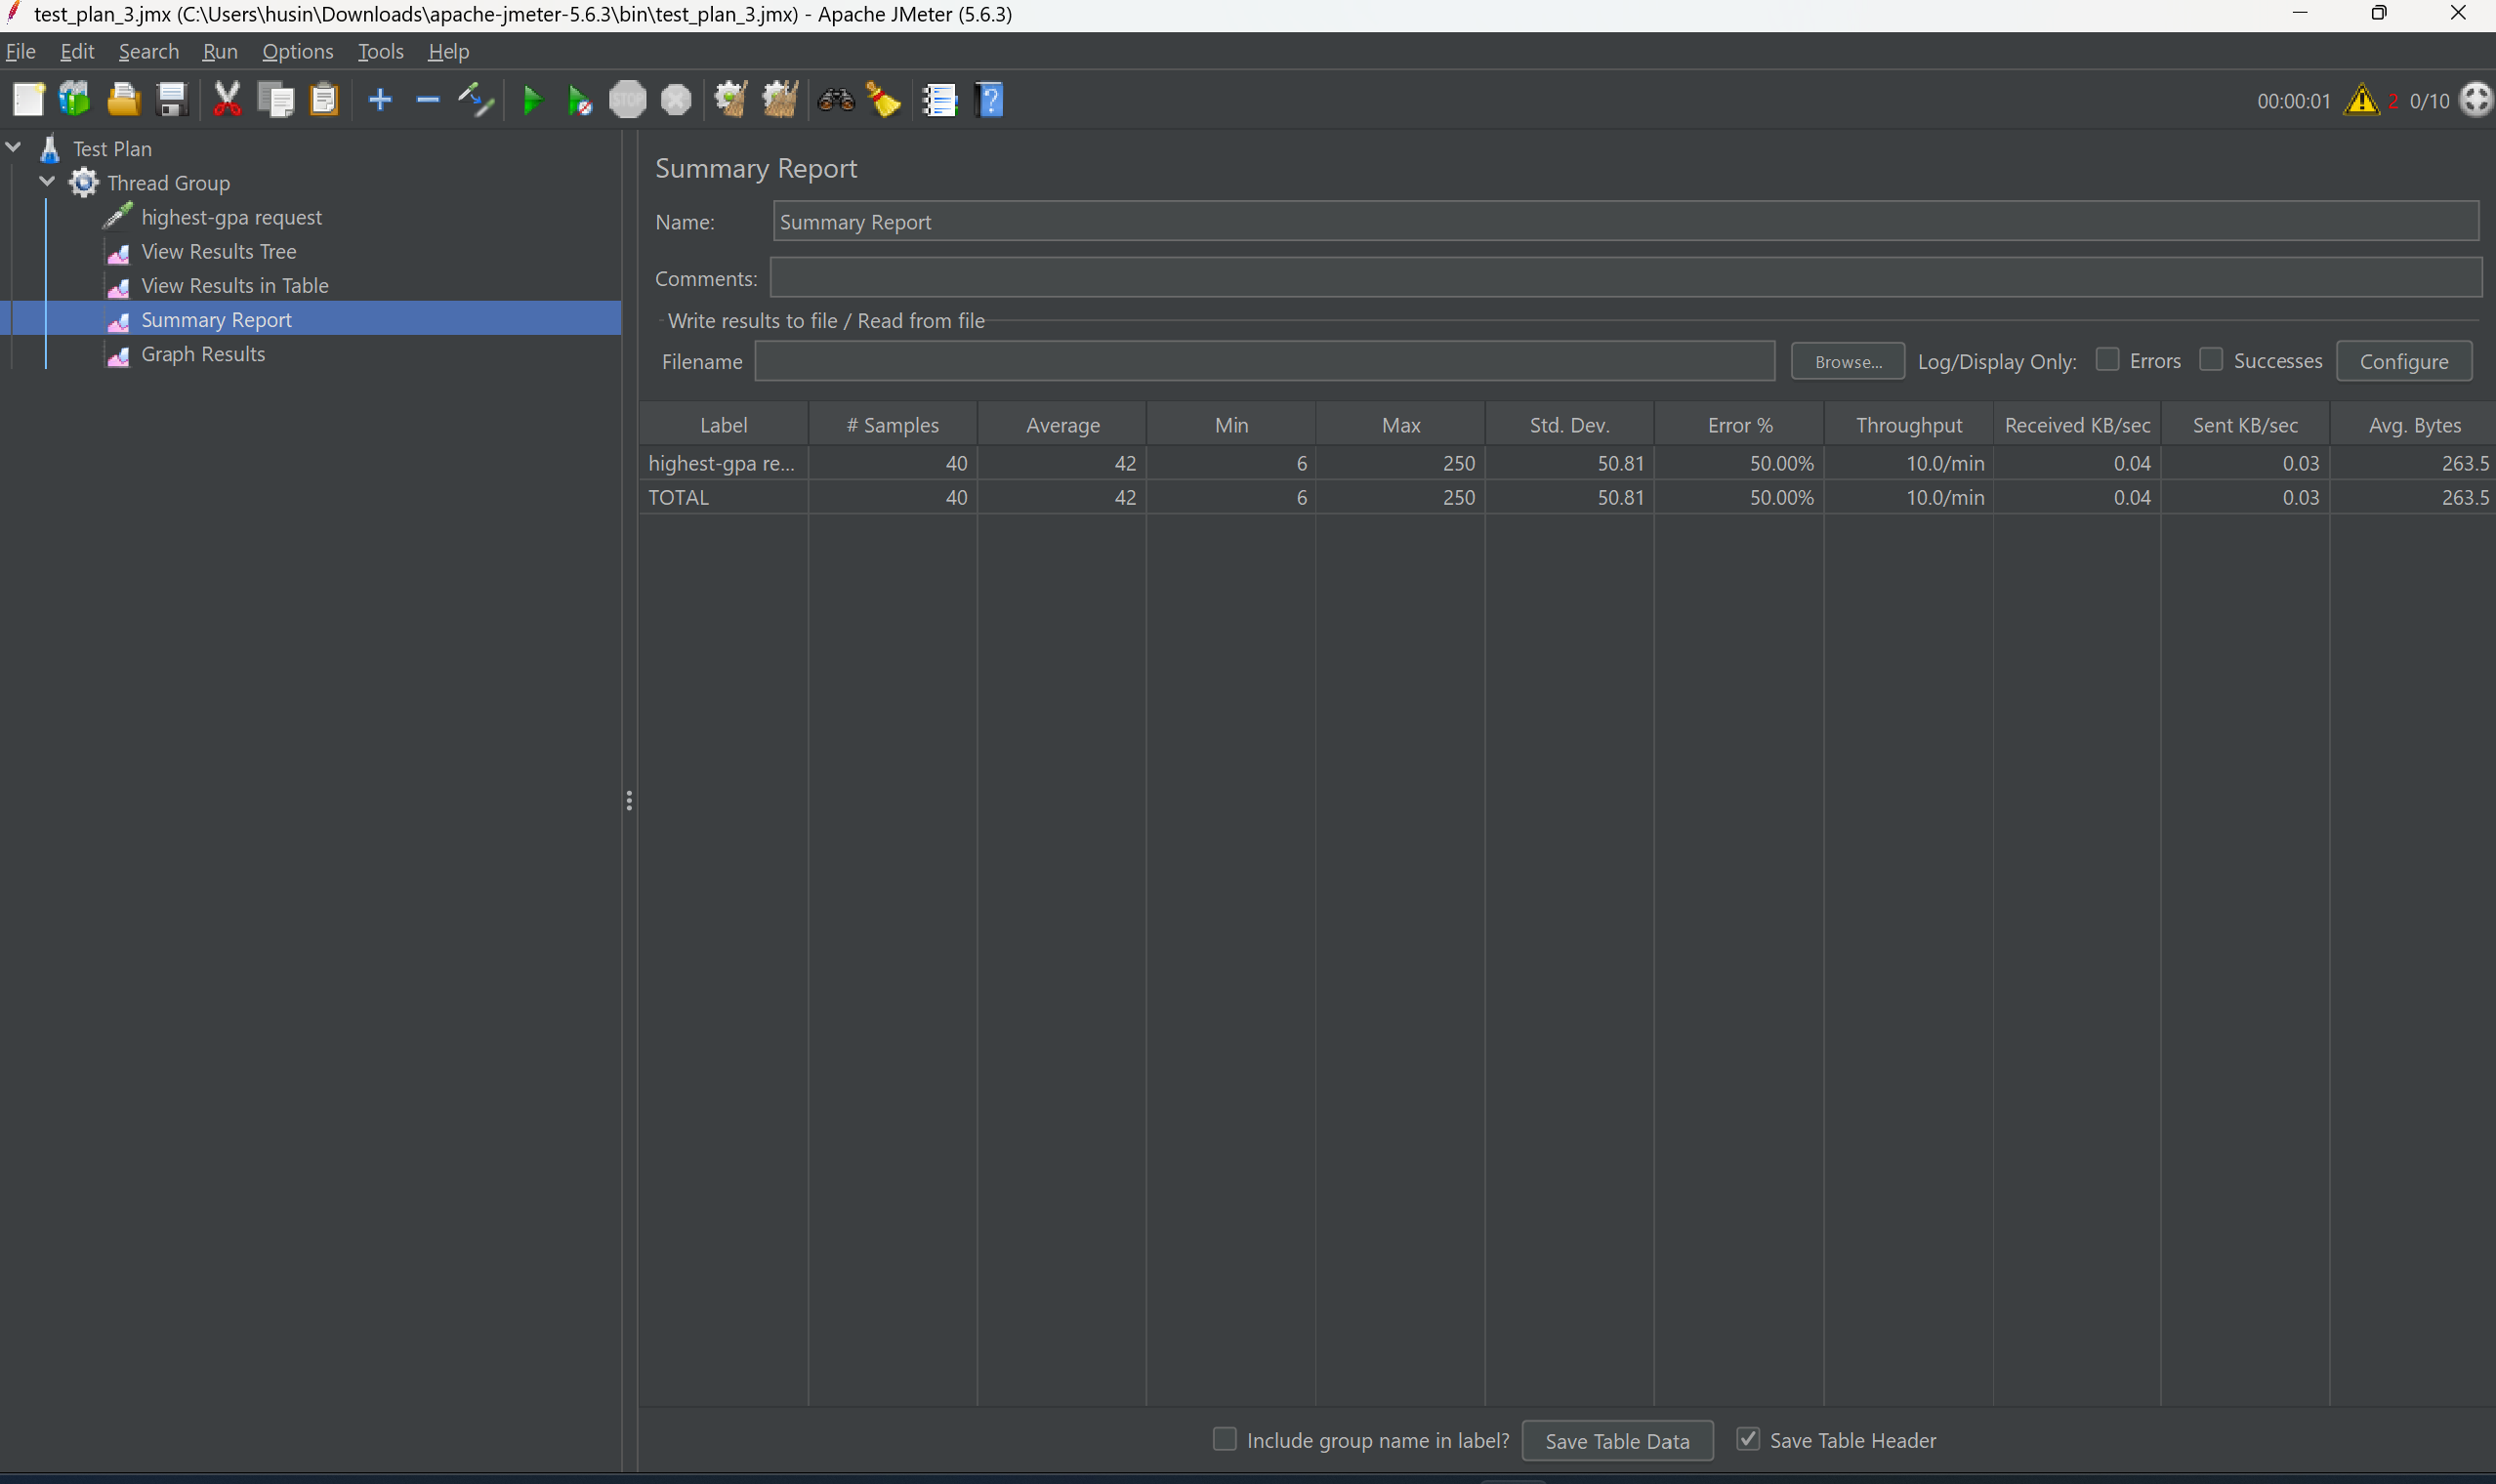 test_plan_3.jmx (C:\Users\husin\Downloads\apache-jmeter-5.6.3\bin\test_plan_3.jmx) - Apache JMeter (5.6.3)
File Edit Search Run Options Tools Help
STOP 00:00:01 2 0/10
Test Plan
Thread Group
highest-gpa request
View Results Tree
View Results in Table
Summary Report
Graph Results
Summary Report
Name: Summary Report
Comments:
Write results to file / Read from file
Filename Browse... Log/Display Only: Errors Successes Configure
Label # Samples Average Min Max Std. Dev. Error % Throughput Received KB/sec Sent KB/sec Avg. Bytes
highest-gpa re... 40 42 6 250 50.81 50.00% 10.0/min 0.04 0.03 263.5
TOTAL 40 42 6 250 50.81 50.00% 10.0/min 0.04 0.03 263.5
Include group name in label? Save Table Data Save Table Header